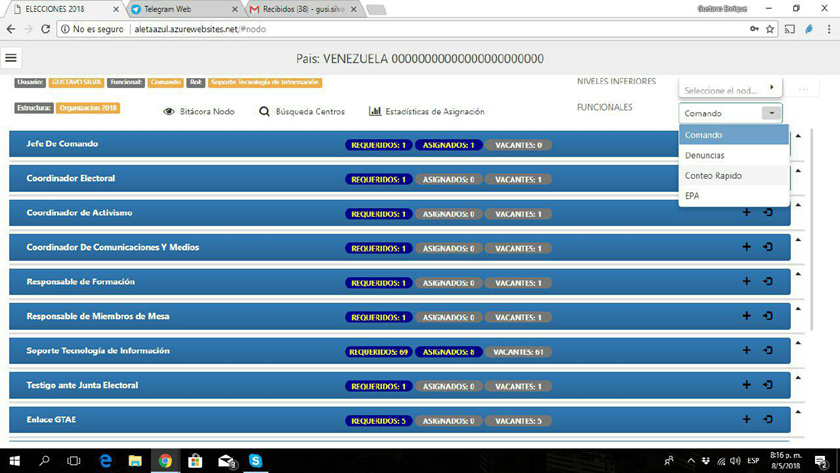 Gustavo Enrique
ELECCIONES 2018
Telegram Web
Recibidos (38) - gusi.silva
No es seguro | aletaazul.azurewebsites.net/#nodo
Pais: VENEZUELA 00000000000000000000000
Usuario: GUSTAVO SILVA Funcional: Comando Rol: Soporte Tecnología de Información
NIVELES INFERIORES
Seleccione el nod... ...
Estructura: Organizacion 2018
Bitácora Nodo
Búsqueda Centros
Estadísticas de Asignación
FUNCIONALES
Comando
Comando
Denuncias
Conteo Rapido
EPA
Jefe De Comando REQUERIDOS: 1 ASIGNADOS: 1 VACANTES: 0
Coordinador Electoral REQUERIDOS: 1 ASIGNADOS: 0 VACANTES: 1
Coordinador de Activismo REQUERIDOS: 1 ASIGNADOS: 0 VACANTES: 1
Coordinador De Comunicaciones Y Medios REQUERIDOS: 1 ASIGNADOS: 0 VACANTES: 1
Responsable de Formación REQUERIDOS: 1 ASIGNADOS: 0 VACANTES: 1
Responsable de Miembros de Mesa REQUERIDOS: 1 ASIGNADOS: 0 VACANTES: 1
Soporte Tecnología de Información REQUERIDOS: 69 ASIGNADOS: 8 VACANTES: 61
Testigo ante Junta Electoral REQUERIDOS: 1 ASIGNADOS: 0 VACANTES: 1
Enlace GTAE REQUERIDOS: 5 ASIGNADOS: 0 VACANTES: 5
ESP
8:16 p. m.
8/5/2018